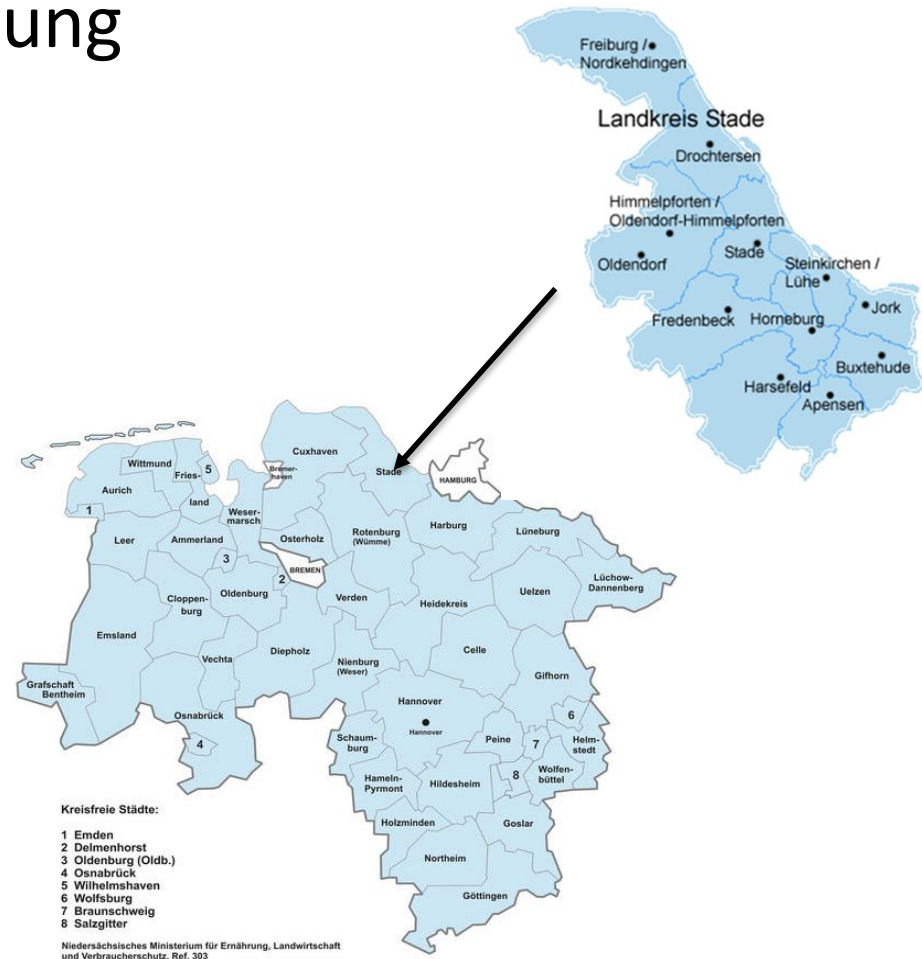 ung
Freiburg /
Nordkehdingen
Landkreis Stade
Drochtersen
Himmelpforten /
Oldendorf-Himmelpforten
Stade
Steinkirchen /
Lühe
Oldendorf
Jork
Fredenbeck
Horneburg
Buxtehude
Harsefeld
Apensen
Cuxhaven
Bremer-
haven
Stade
HAMBURG
Wittmund
Fries-
land
5
Aurich
1
Weser-
marsch
Leer
Ammerland
Osterholz
Rotenburg
(Wümme)
Harburg
Lüneburg
3
BREMEN
2
Oldenburg
Cloppen-
burg
Verden
Heidekreis
Uelzen
Lüchow-
Dannenberg
Emsland
Vechta
Diepholz
Nienburg
(Weser)
Celle
Gifhorn
Grafschaft
Bentheim
Osnabrück
4
Hannover
Hannover
6
Schaum-
burg
Peine
7
Helm-
stedt
Hameln-
Pyrmont
Hildesheim
8
Wolfen-
büttel
Holzminden
Goslar
Northeim
Göttingen
Kreisfreie Städte:
1 Emden
2 Delmenhorst
3 Oldenburg (Oldb.)
4 Osnabrück
5 Wilhelmshaven
6 Wolfsburg
7 Braunschweig
8 Salzgitter
Niedersächsisches Ministerium für Ernährung, Landwirtschaft
und Verbraucherschutz, Ref. 303